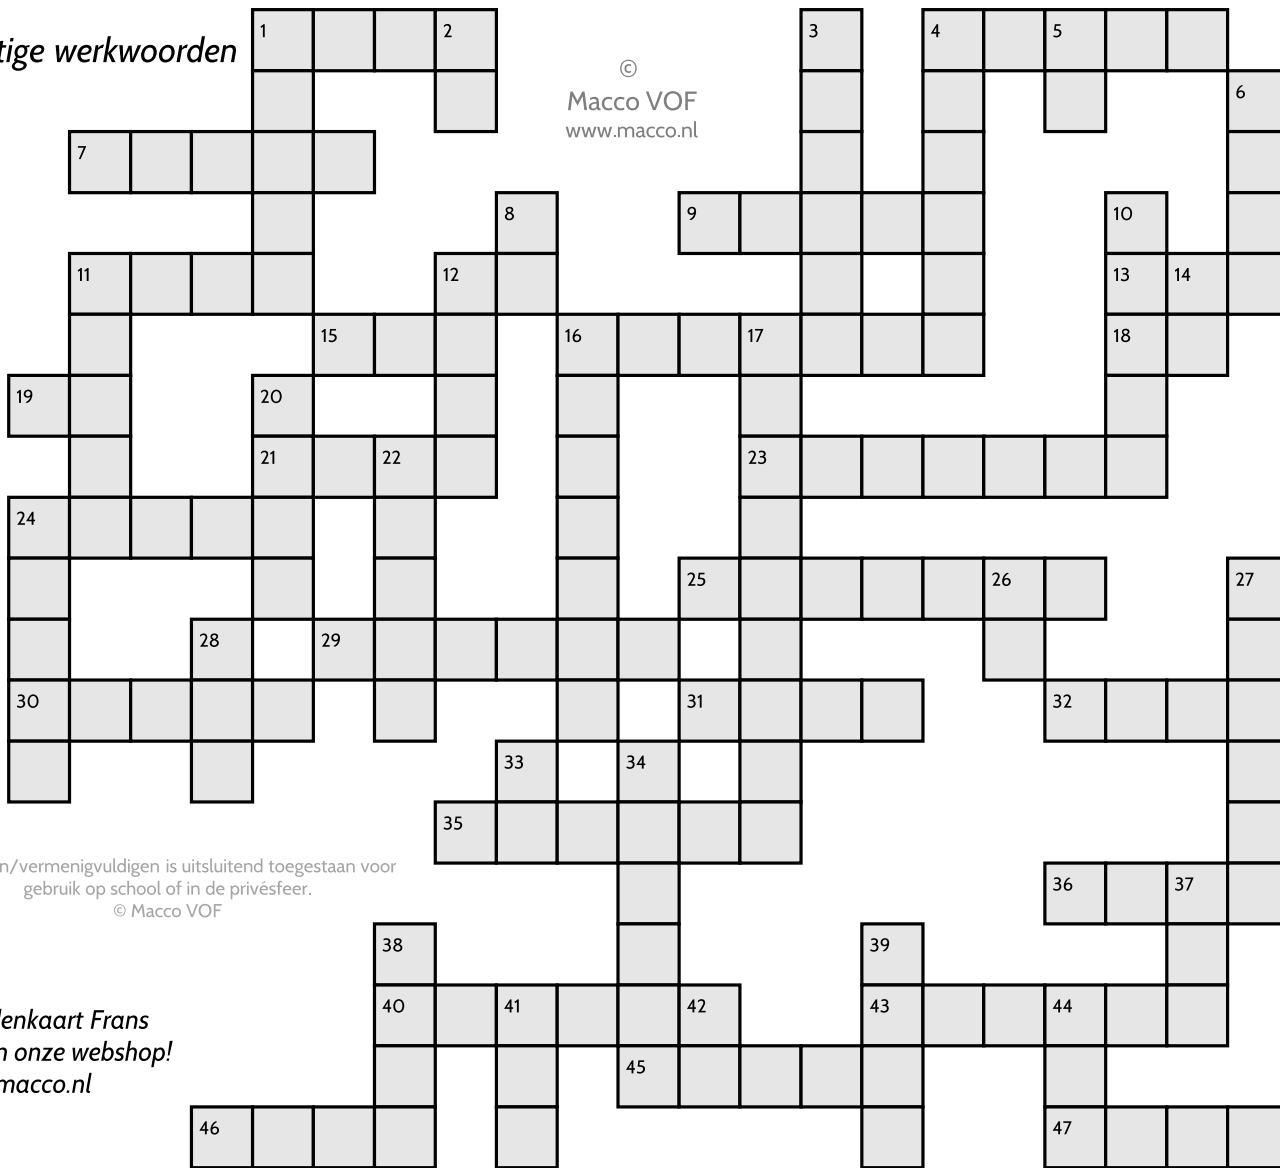 1 2 3 4 5
tige werkwoorden
©
6
Macco VOF
www.macco.nl
7
8 9 10
11 12 13 14
15 16 17 18
19 20
21 22 23
24
25 26 27
28 29
30 31 32
33 34
35
n/vermenigvuldigen is uitsluitend toegestaan voor
gebruik op school of in de privésfeer.
36 37
© Macco VOF
38 39
40 41 42 43 44
lenkaart Frans
n onze webshop!
45
macco.nl
46 47